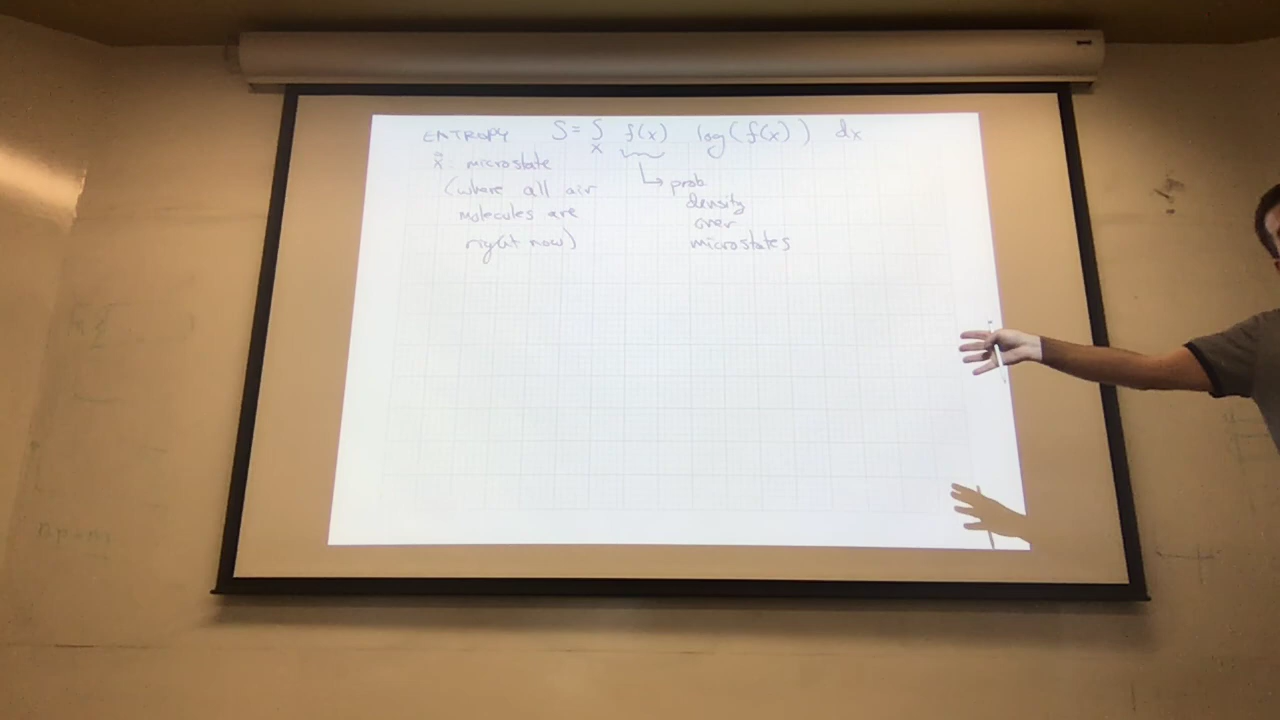 ENTROPY S = ∫ f(x) log(f(x)) dx
X
x⃗: microstate
(where all air
molecules are
right now)
↳ prob.
density
over
microstates